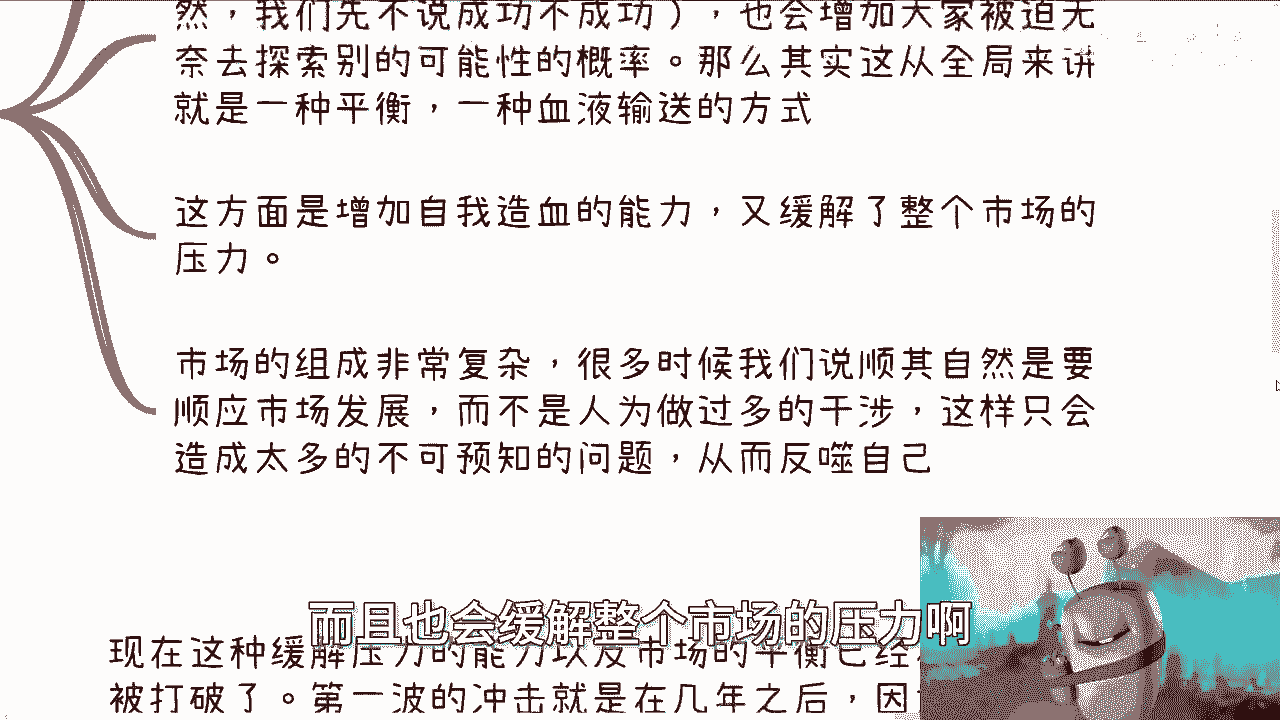 然，我们先不说成功不成功），也会增加大家被迫无
奈去探索别的可能性的概率。那么其实这从全局来讲
就是一种平衡，一种血液输送的方式
这方面是增加自我造血的能力，又缓解了整个市场的
压力。
市场的组成非常复杂，很多时候我们说顺其自然是要
顺应市场发展，而不是人为做过多的干涉，这样只会
造成太多的不可预知的问题，从而反噬自己
而且也会缓解整个市场的压力啊
现在这种缓解压力的能力以及市场的平衡已经
被打破了。第一波的冲击就是在几年之后，因